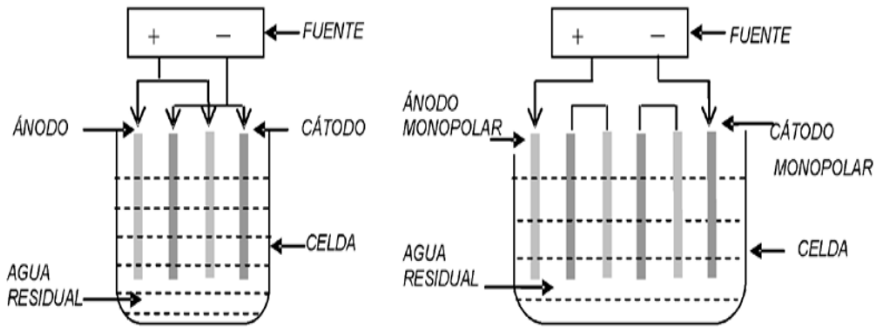 + − FUENTE
ÁNODO
CÁTODO
CELDA
AGUA
RESIDUAL
+ − FUENTE
ÁNODO
MONOPOLAR
CÁTODO
MONOPOLAR
CELDA
AGUA
RESIDUAL